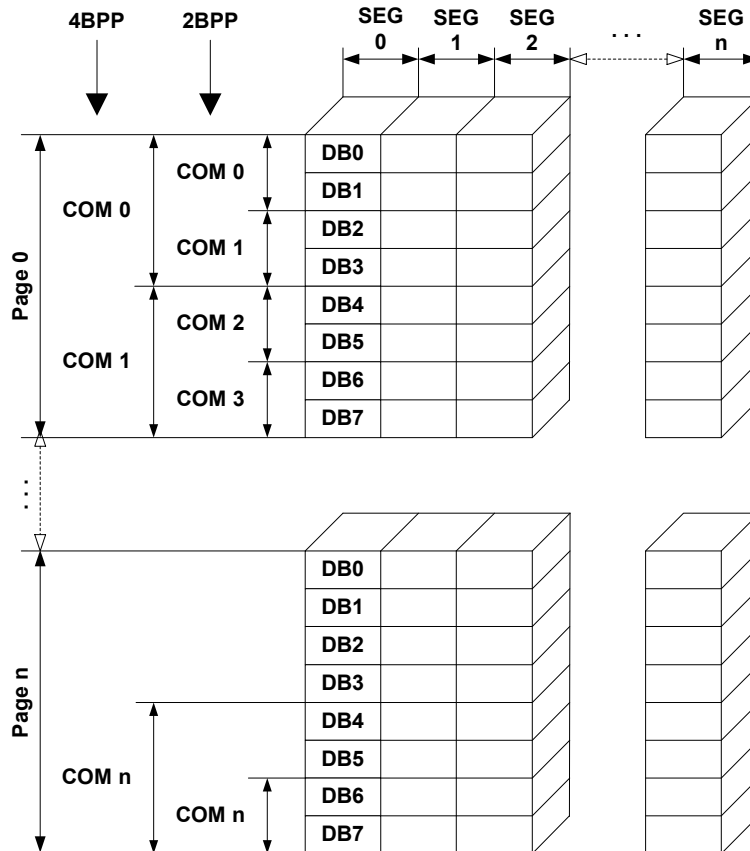 4BPP 2BPP SEG 0 SEG 1 SEG 2 . . . SEG n
Page 0
COM 0
COM 1
COM 0
COM 1
COM 2
COM 3
DB0
DB1
DB2
DB3
DB4
DB5
DB6
DB7
. . .
Page n
COM n
COM n
DB0
DB1
DB2
DB3
DB4
DB5
DB6
DB7